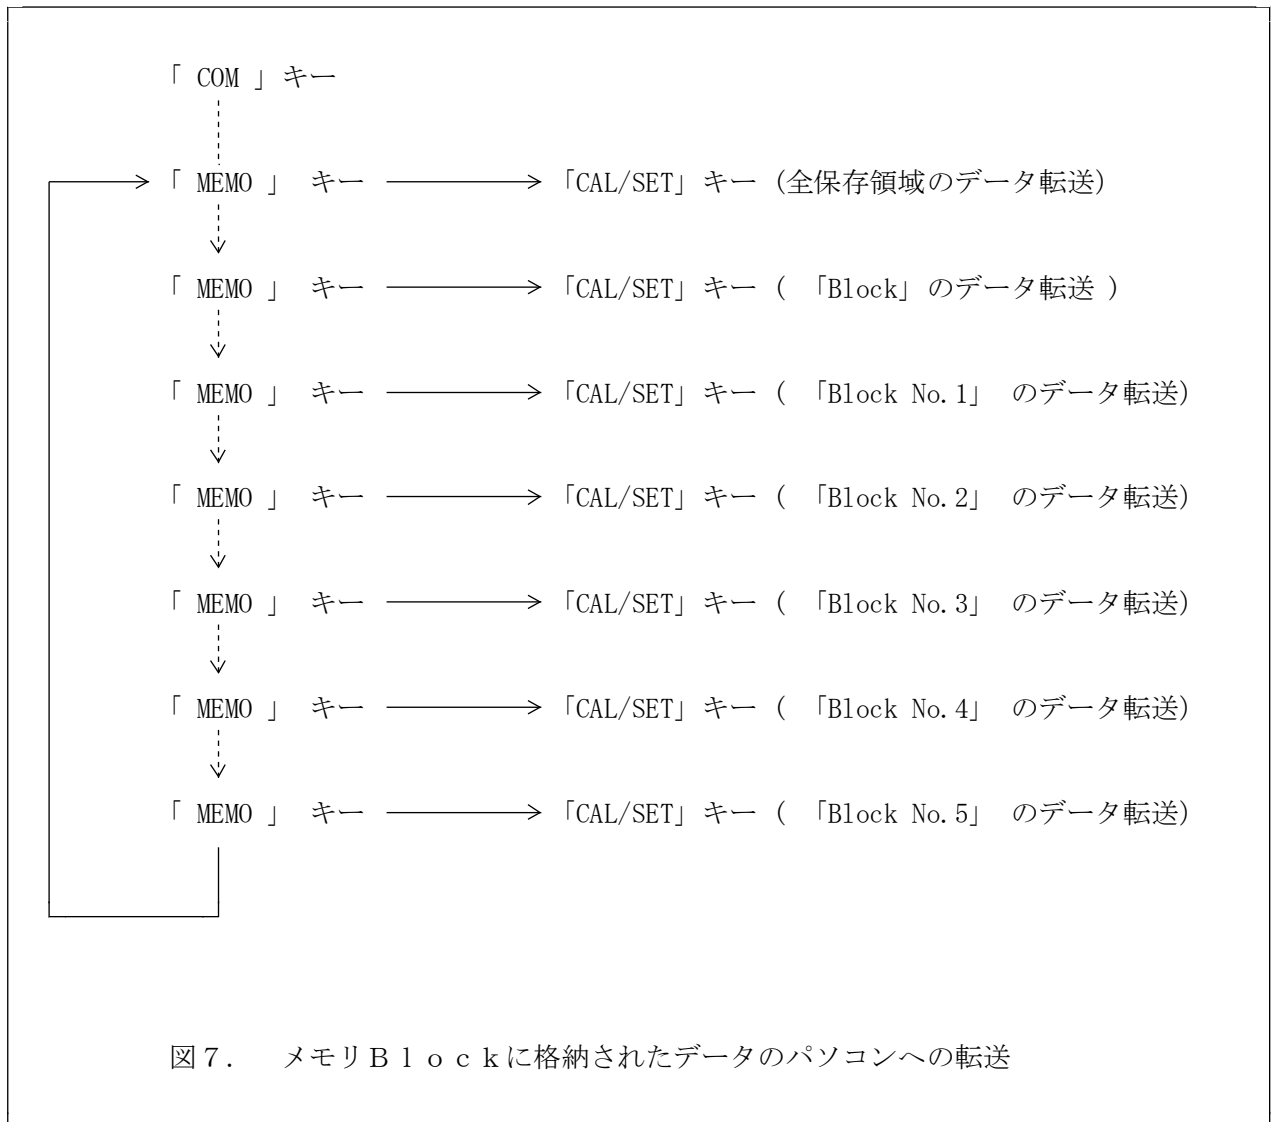 「 COM 」キー
「 MEMO 」 キー 「CAL/SET」キー (全保存領域のデータ転送)
「 MEMO 」 キー 「CAL/SET」キー ( 「Block」のデータ転送 )
「 MEMO 」 キー 「CAL/SET」キー ( 「Block No.1」 のデータ転送)
「 MEMO 」 キー 「CAL/SET」キー ( 「Block No.2」 のデータ転送)
「 MEMO 」 キー 「CAL/SET」キー ( 「Block No.3」 のデータ転送)
「 MEMO 」 キー 「CAL/SET」キー ( 「Block No.4」 のデータ転送)
「 MEMO 」 キー 「CAL/SET」キー ( 「Block No.5」 のデータ転送)
図7. メモリBlockに格納されたデータのパソコンへの転送